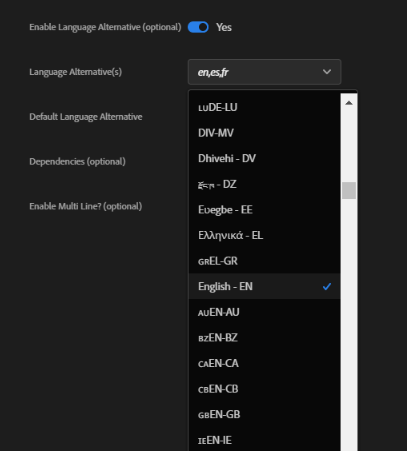 Enable Language Alternative (optional) Yes
Language Alternative(s) en,es,fr
Default Language Alternative
Dependencies (optional)
Enable Multi Line? (optional)
LUDE-LU
DIV-MV
Dhivehi - DV
- DZ
Eʋegbe - EE
Ελληνικά - EL
GREL-GR
English - EN
AUEN-AU
BZEN-BZ
CAEN-CA
CBEN-CB
GBEN-GB
IEEN-IE